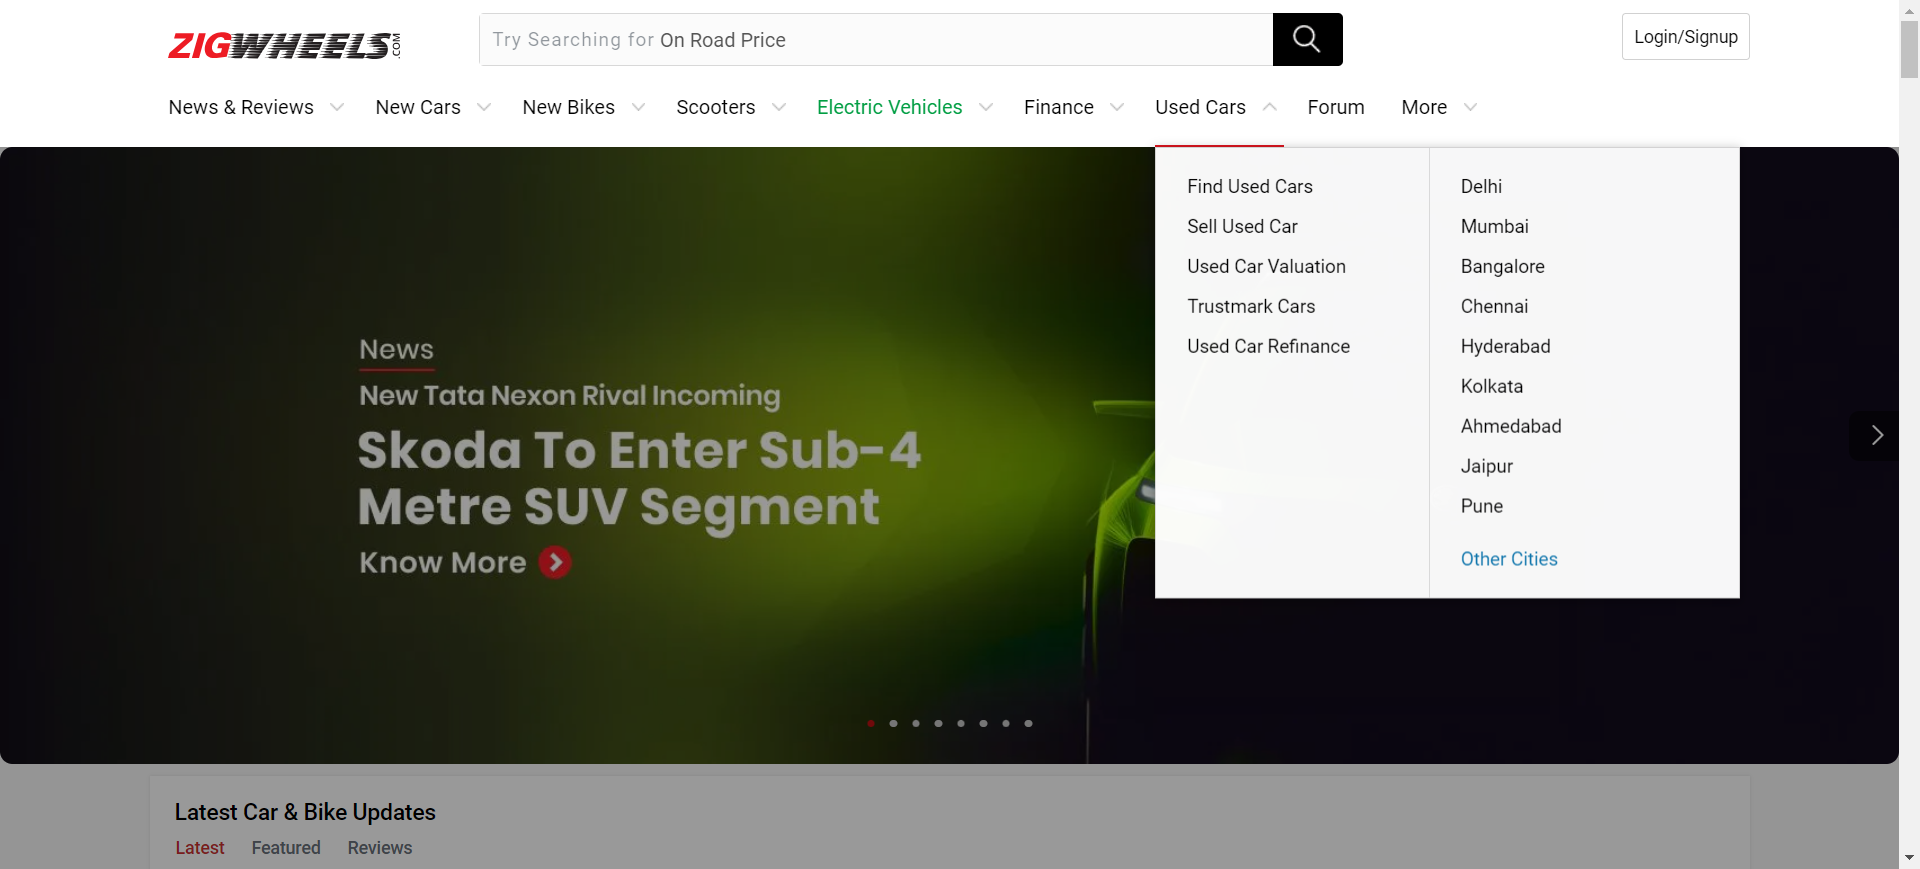 ZIGWHEELS.COM
Try Searching for On Road Price
Login/Signup
News & Reviews
New Cars
New Bikes
Scooters
Electric Vehicles
Finance
Used Cars
Forum
More
Find Used Cars
Sell Used Car
Used Car Valuation
Trustmark Cars
Used Car Refinance
Delhi
Mumbai
Bangalore
Chennai
Hyderabad
Kolkata
Ahmedabad
Jaipur
Pune
Other Cities
News
New Tata Nexon Rival Incoming
Skoda To Enter Sub-4
Metre SUV Segment
Know More
Latest Car & Bike Updates
Latest
Featured
Reviews